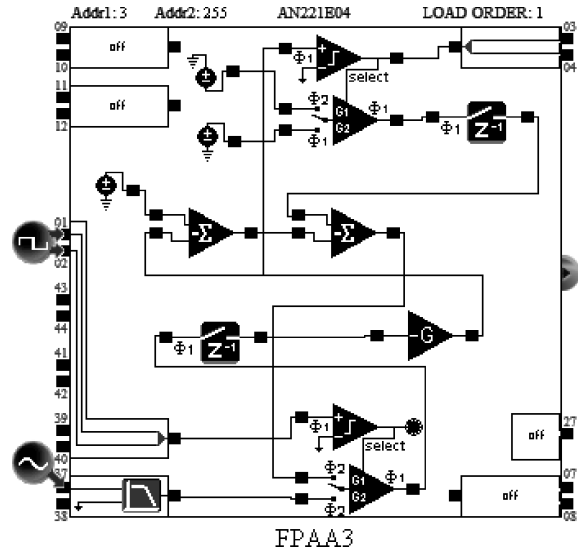 Addr1: 3 Addr2: 255 AN221E04 LOAD ORDER: 1
09
off
10
11
off
12
03
04
Φ1
select
Φ2
G1
G2
Φ1
Φ1
Φ1
Z-1
±
±
±
-Σ
-Σ
01
02
43
44
41
42
39
40
37
38
Φ1
Z-1
-G
Φ1
select
Φ2
G1
G2
Φ1
Φ2
27
off
07
off
08
FPAA3